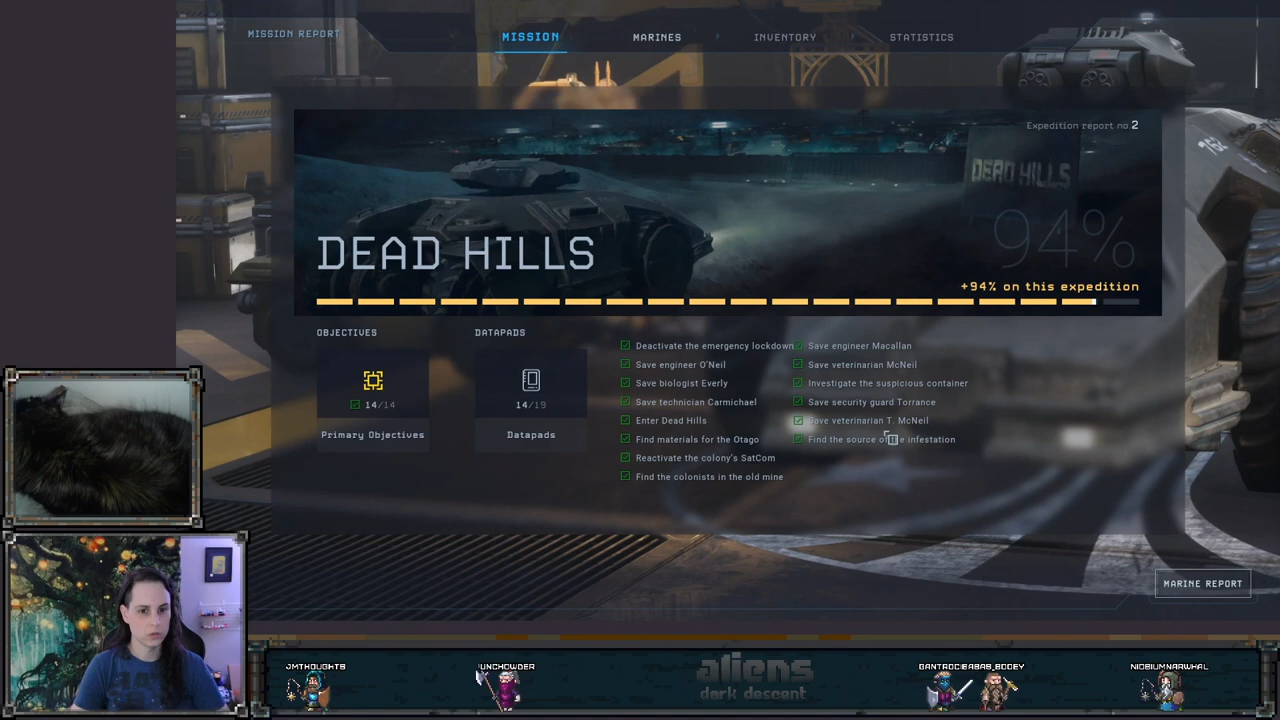 MISSION REPORT
MISSION
MARINES
INVENTORY
STATISTICS
Expedition report no.2
DEAD HILLS
94%
DEAD HILLS
+94% on this expedition
OBJECTIVES
DATAPADS
14/14
Primary Objectives
14/19
Datapads
Deactivate the emergency lockdown
Save engineer O'Neil
Save biologist Everly
Save technician Carmichael
Enter Dead Hills
Find materials for the Otago
Reactivate the colony's SatCom
Find the colonists in the old mine
Save engineer Macallan
Save veterinarian McNeil
Investigate the suspicious container
Save security guard Torrance
Save veterinarian T. McNeil
Find the source of e infestation
MARINE REPORT
JMTHOUGHTS
UNCHOWDER
aliens
dark descent
NIOBIUMNARWHAL